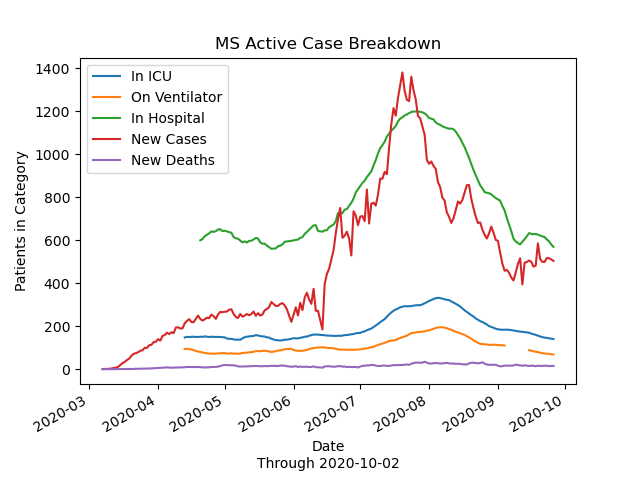 MS Active Case Breakdown
In ICU
On Ventilator
In Hospital
New Cases
New Deaths
Patients in Category
1400
1200
1000
800
600
400
200
0
2020-03
2020-04
2020-05
2020-06
2020-07
2020-08
2020-09
2020-10
Date
Through 2020-10-02